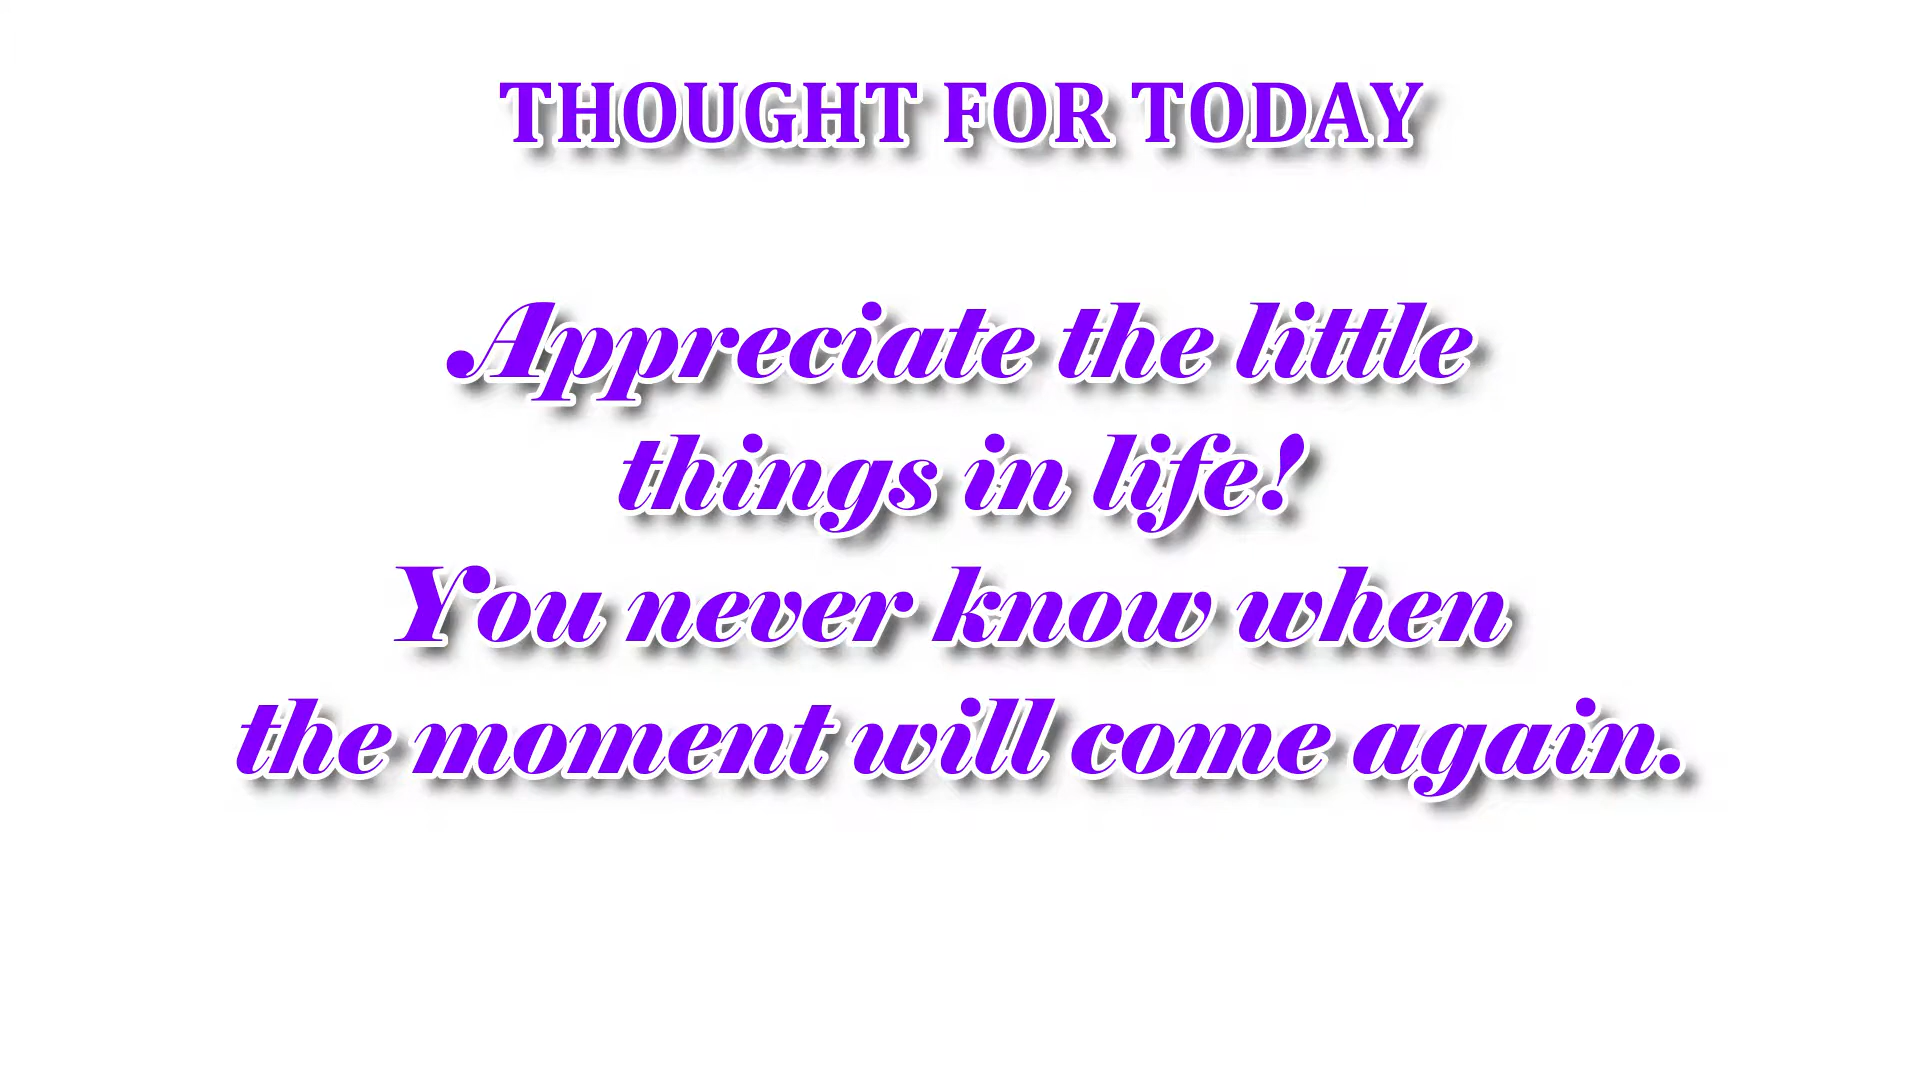 THOUGHT FOR TODAY
Appreciate the little
things in life!
You never know when
the moment will come again.